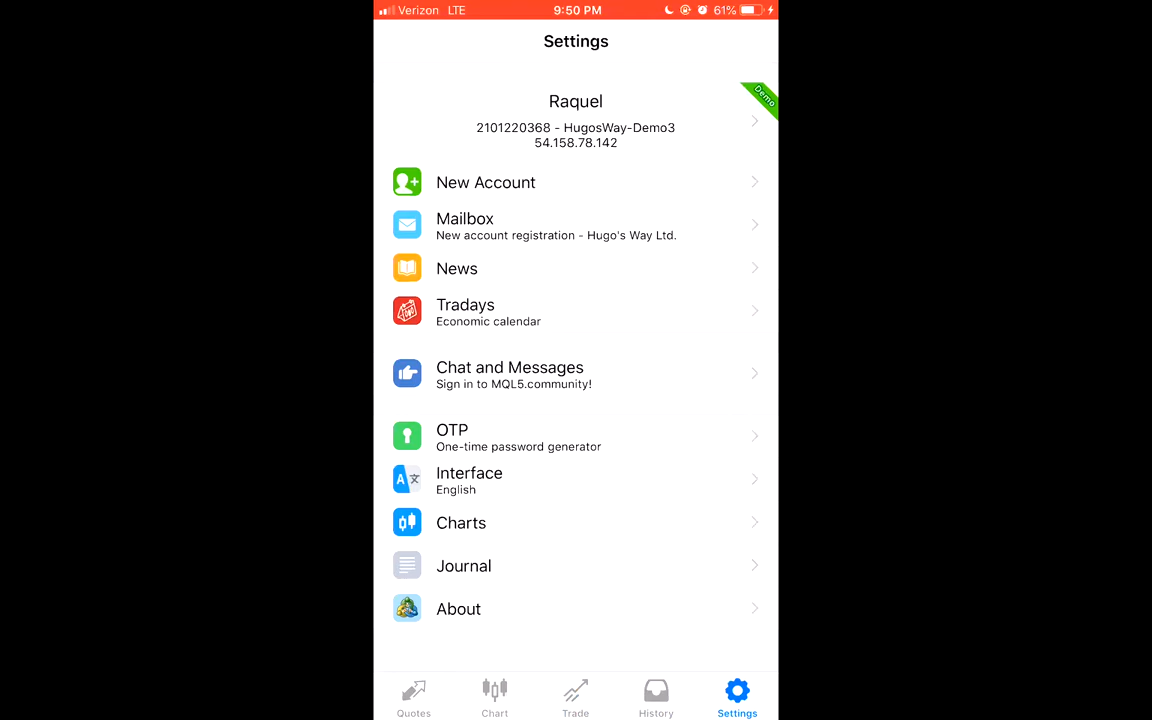 Verizon LTE 9:50 PM 61%
Settings
Demo
Raquel
2101220368 - HugosWay-Demo3
54.158.78.142
New Account
Mailbox
New account registration - Hugo's Way Ltd.
News
Tradays
Economic calendar
Chat and Messages
Sign in to MQL5.community!
OTP
One-time password generator
Interface
English
Charts
Journal
About
Quotes Chart Trade History Settings